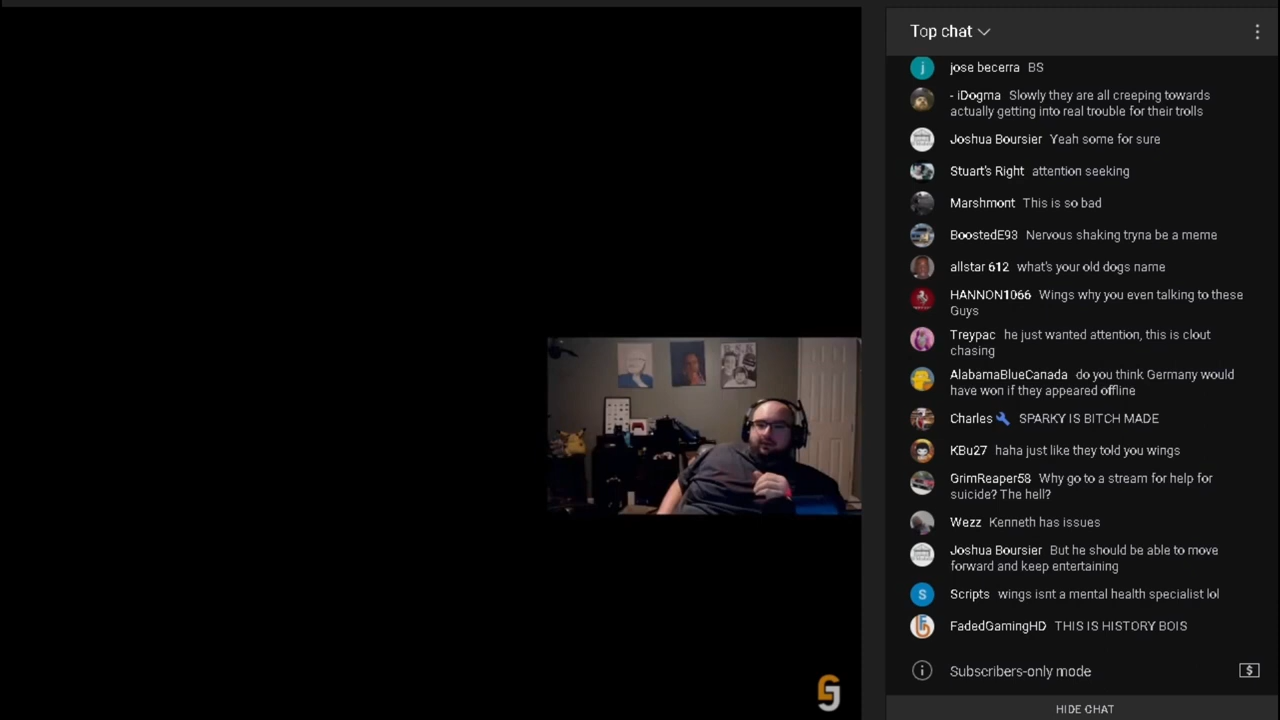 Top chat
jose becerra BS
- iDogma Slowly they are all creeping towards
actually getting into real trouble for their trolls
Joshua Boursier Yeah some for sure
Stuart's Right attention seeking
Marshmont This is so bad
BoostedE93 Nervous shaking tryna be a meme
allstar 612 what's your old dogs name
HANNON1066 Wings why you even talking to these
Guys
Treypac he just wanted attention, this is clout
chasing
AlabamaBlueCanada do you think Germany would
have won if they appeared offline
Charles SPARKY IS BITCH MADE
KBu27 haha just like they told you wings
GrimReaper58 Why go to a stream for help for
suicide? The hell?
Wezz Kenneth has issues
Joshua Boursier But he should be able to move
forward and keep entertaining
Scripts wings isnt a mental health specialist lol
FadedGamingHD THIS IS HISTORY BOIS
Subscribers-only mode
HIDE CHAT